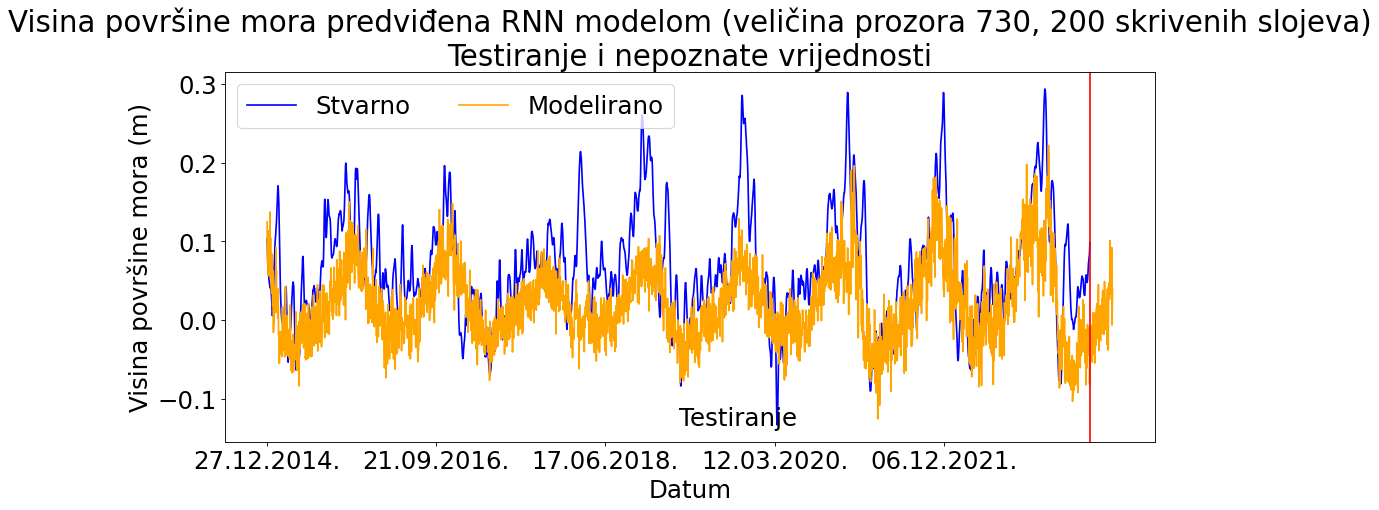 Visina površine mora predviđena RNN modelom (veličina prozora 730, 200 skrivenih slojeva)
Testiranje i nepoznate vrijednosti
Stvarno Modelirano
Visina površine mora (m)
0.3
0.2
0.1
0.0
−0.1
Testiranje
27.12.2014. 21.09.2016. 17.06.2018. 12.03.2020. 06.12.2021.
Datum